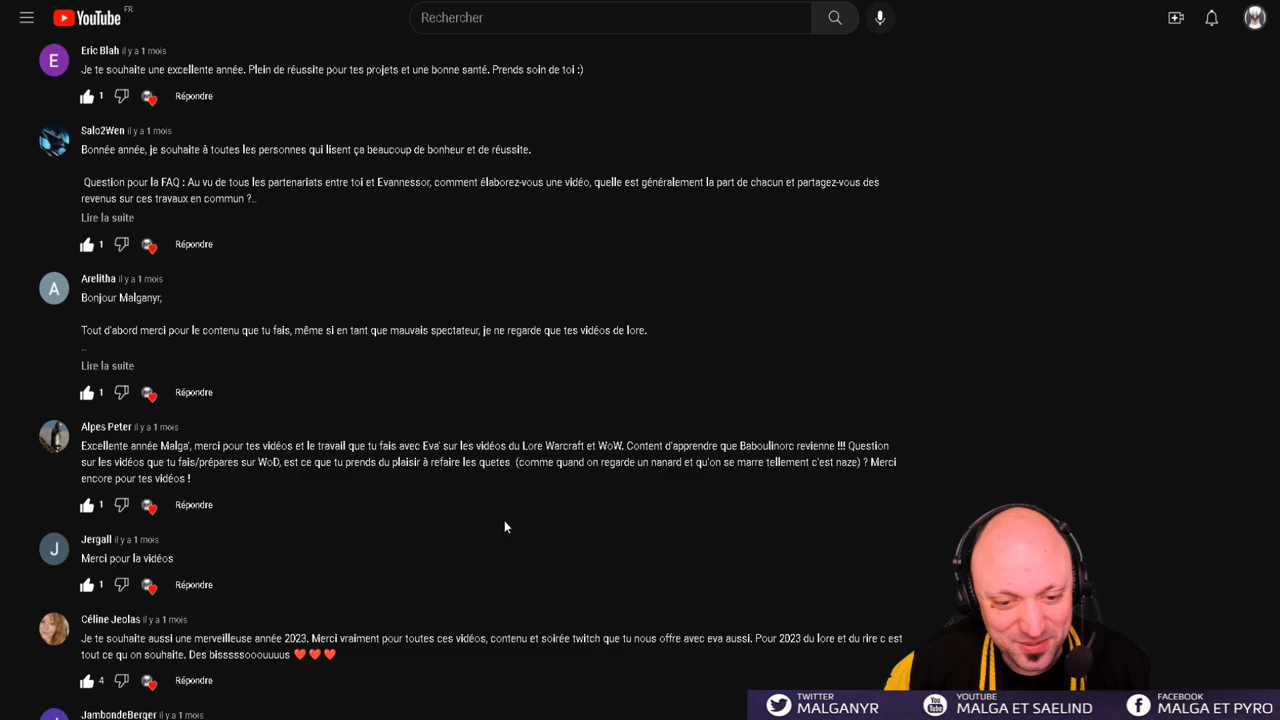 YouTube FR
Rechercher
Eric Blah il y a 1 mois
Je te souhaite une excellente année. Plein de réussite pour tes projets et une bonne santé. Prends soin de toi :)
1 Répondre
Salo2Wen il y a 1 mois
Bonnée année, je souhaite à toutes les personnes qui lisent ça beaucoup de bonheur et de réussite.
Question pour la FAQ : Au vu de tous les partenariats entre toi et Evannessor, comment élaborez-vous une vidéo, quelle est généralement la part de chacun et partagez-vous des
revenus sur ces travaux en commun ?..
Lire la suite
1 Répondre
A
Arelitha il y a 1 mois
Bonjour Malganyr,
Tout d'abord merci pour le contenu que tu fais, même si en tant que mauvais spectateur, je ne regarde que tes vidéos de lore.
..
Lire la suite
1 Répondre
Alpes Peter il y a 1 mois
Excellente année Malga', merci pour tes vidéos et le travail que tu fais avec Eva' sur les vidéos du Lore Warcraft et WoW. Content d'apprendre que Baboulinorc revienne !!! Question
sur les vidéos que tu fais/prépares sur WoD, est ce que tu prends du plaisir à refaire les quetes (comme quand on regarde un nanard et qu'on se marre tellement c'est naze) ? Merci
encore pour tes vidéos !
1 Répondre
J
Jergall il y a 1 mois
Merci pour la vidéos
1 Répondre
Céline Jeolas il y a 1 mois
Je te souhaite aussi une merveilleuse année 2023. Merci vraiment pour toutes ces vidéos, contenu et soirée twitch que tu nous offre avec eva aussi. Pour 2023 du lore et du rire c est
tout ce qu on souhaite. Des bisssssooouuuus ❤️❤️❤️
4 Répondre
JambondeBerger il y a 1 mois
TWITTER
MALGANYR
YOUTUBE
MALGA ET SAELIND
FACEBOOK
MALGA ET PYRO